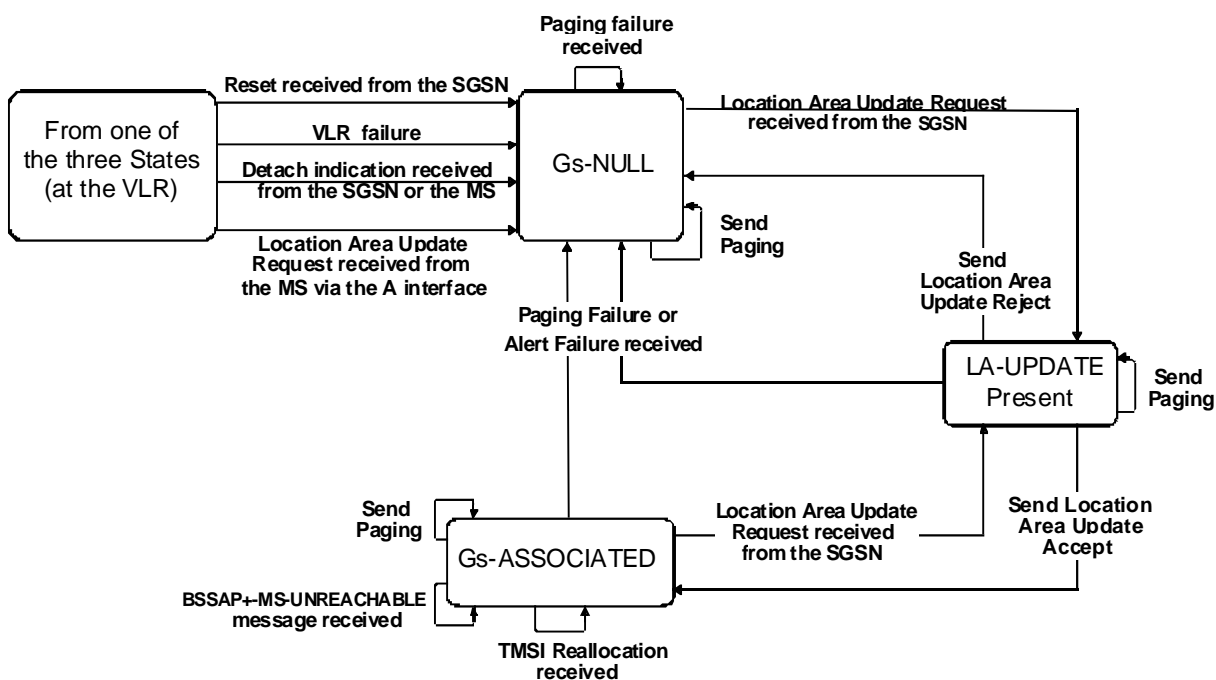 Paging failure
received
Reset received from the SGSN
VLR failure
Detach indication received
from the SGSN or the MS
Location Area Update
Request received from
the MS via the A interface
From one of
the three States
(at the VLR)
Gs-NULL
Location Area Update Request
received from the SGSN
Send
Paging
Send
Location Area
Update Reject
Paging Failure or
Alert Failure received
LA-UPDATE
Present
Send
Paging
Send
Paging
Gs-ASSOCIATED
Location Area Update
Request received
from the SGSN
Send Location
Area Update
Accept
BSSAP+-MS-UNREACHABLE
message received
TMSI Reallocation
received